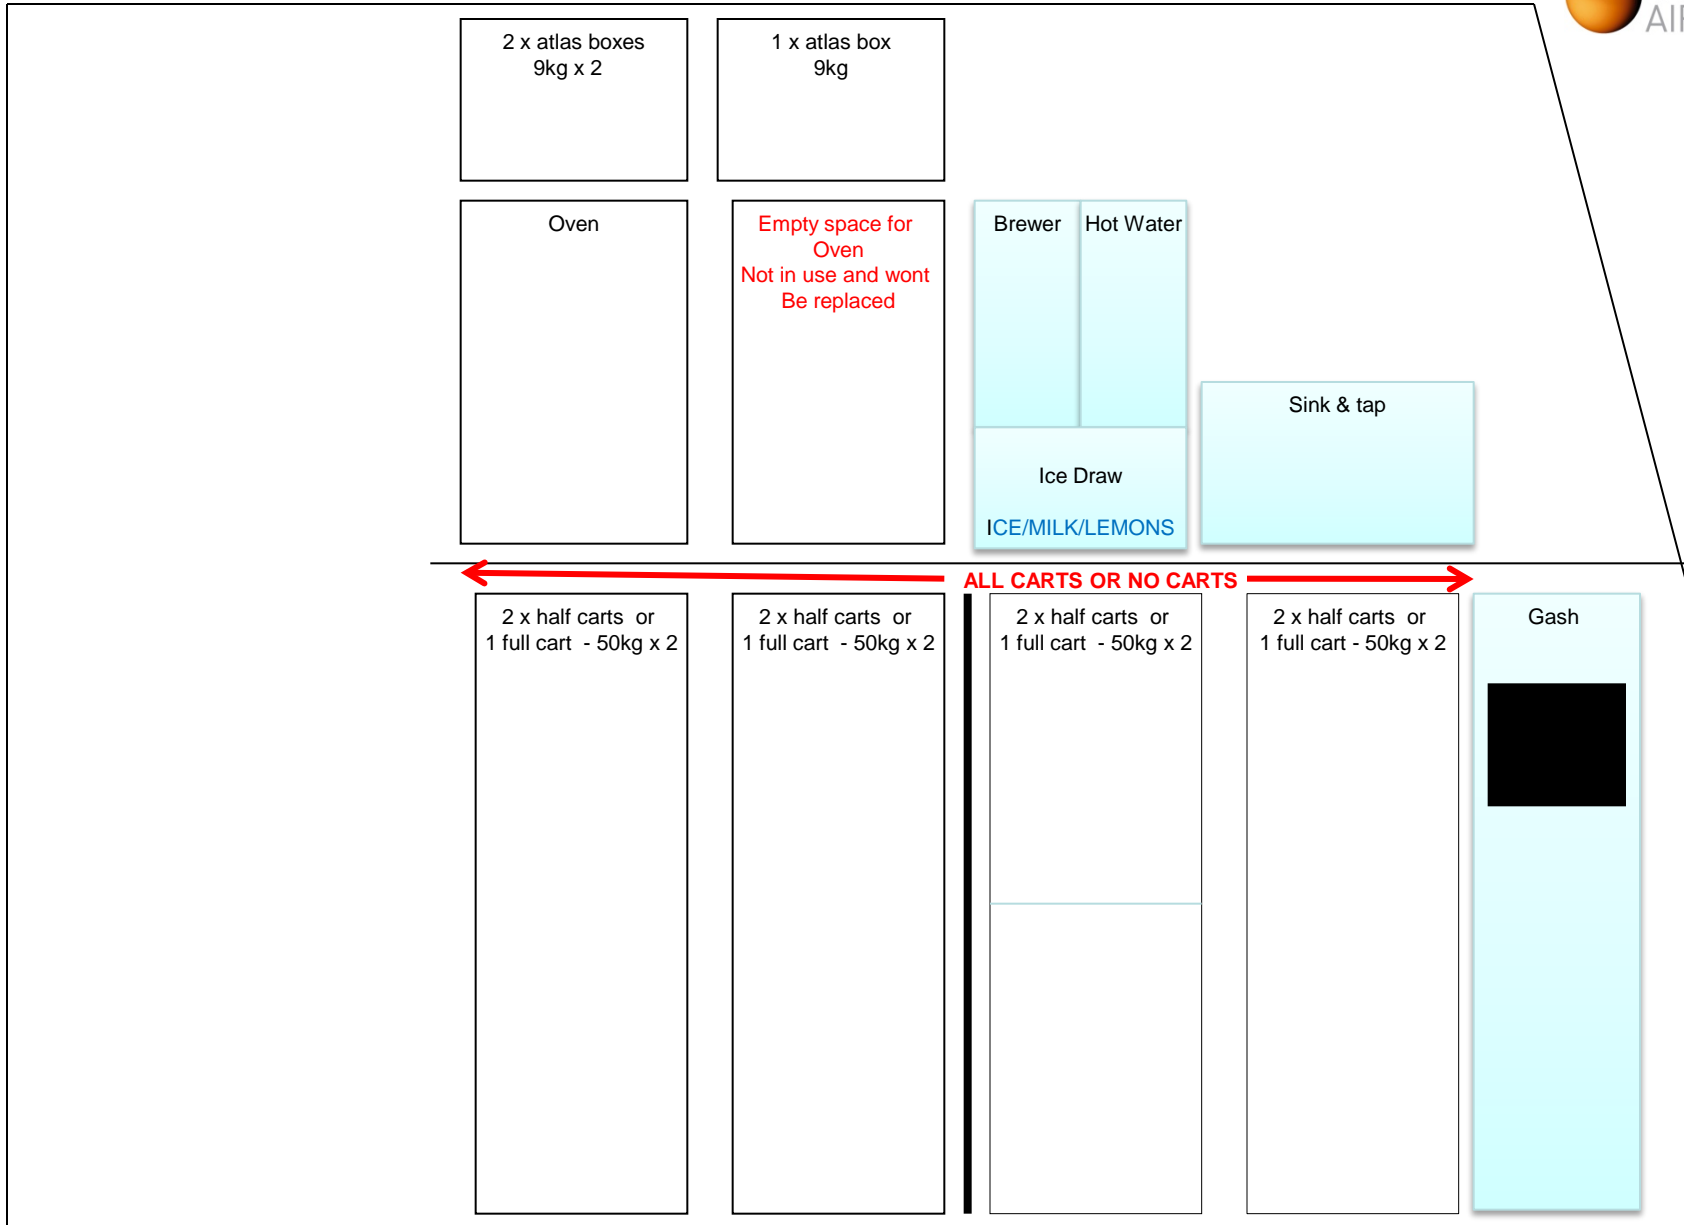 AIR
2 x atlas boxes
9kg x 2
1 x atlas box
9kg
Oven
Empty space for
Oven
Not in use and wont
Be replaced
Brewer
Hot Water
Sink & tap
Ice Draw
ICE/MILK/LEMONS
ALL CARTS OR NO CARTS
2 x half carts or
1 full cart - 50kg x 2
2 x half carts or
1 full cart - 50kg x 2
2 x half carts or
1 full cart - 50kg x 2
2 x half carts or
1 full cart - 50kg x 2
Gash